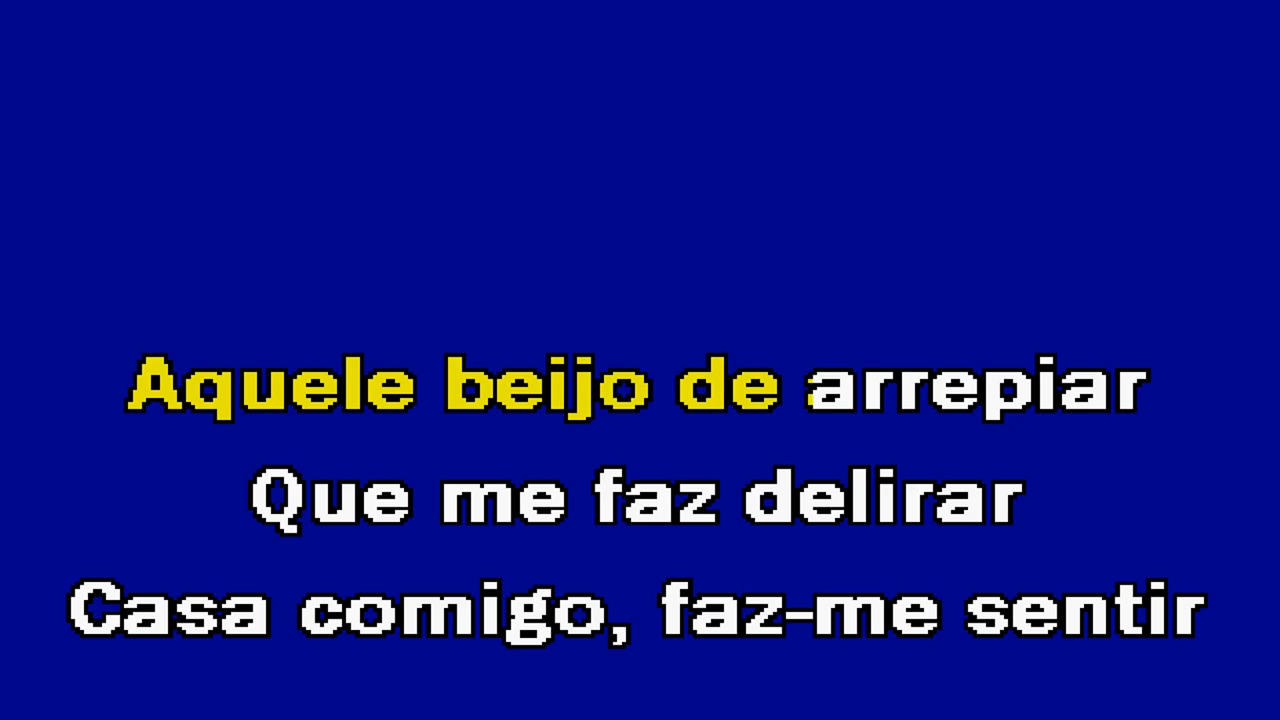 Aquele beijo de arrepiar
Que me faz delirar
Casa comigo, faz-me sentir